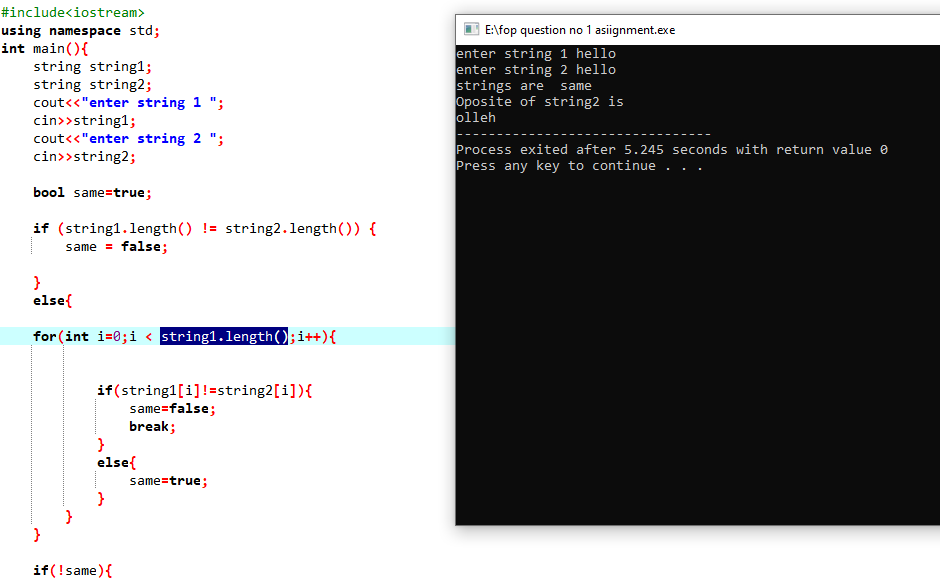 #include<iostream>
using namespace std;
int main(){
string string1;
string string2;
cout<<"enter string 1 ";
cin>>string1;
cout<<"enter string 2 ";
cin>>string2;
bool same=true;
if (string1.length() != string2.length()) {
same = false;
}
else{
for(int i=0;i < string1.length();i++){
if(string1[i]!=string2[i]){
same=false;
break;
}
else{
same=true;
}
}
}
if(!same){
E:\fop question no 1 asiignment.exe
enter string 1 hello
enter string 2 hello
strings are  same
Oposite of string2 is
olleh
--------------------------------
Process exited after 5.245 seconds with return value 0
Press any key to continue . . .